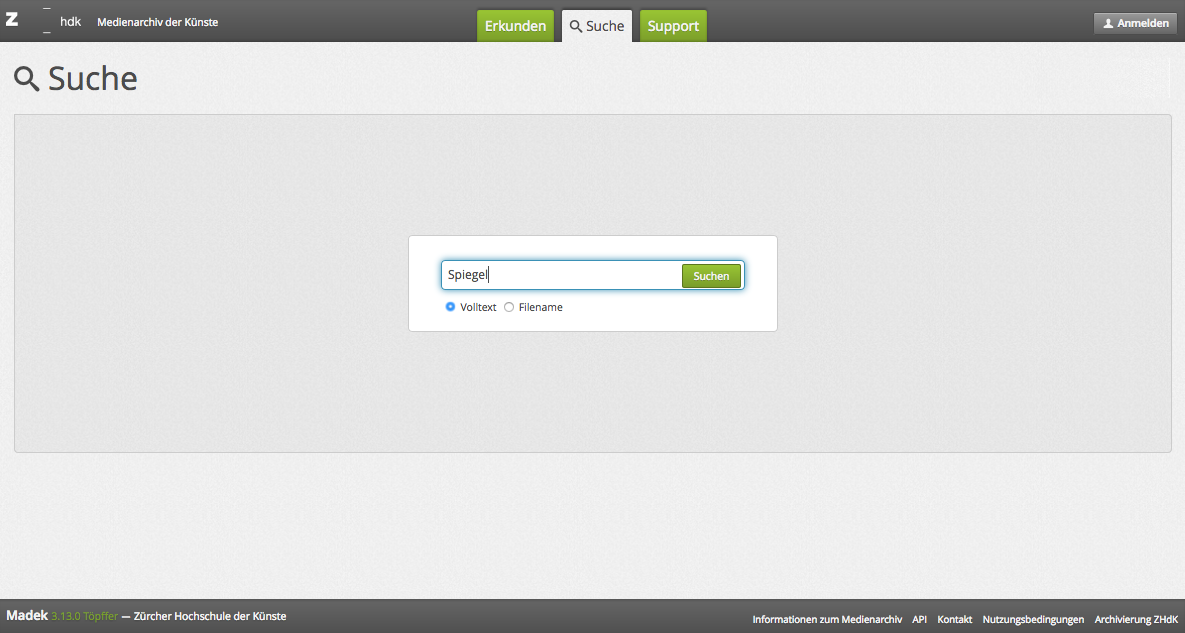 Z hdk Medienarchiv der Künste Erkunden Suche Support Anmelden
Suche
Spiegel Suchen
Volltext Filename
Madek 3.13.0 Töpffer — Zürcher Hochschule der Künste Informationen zum Medienarchiv API Kontakt Nutzungsbedingungen Archivierung ZHdK